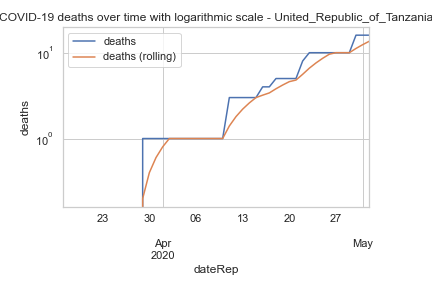 COVID-19 deaths over time with logarithmic scale - United_Republic_of_Tanzania
deaths
deaths (rolling)
10¹
10⁰
deaths
23 30 06 13 20 27
Apr May
2020
dateRep